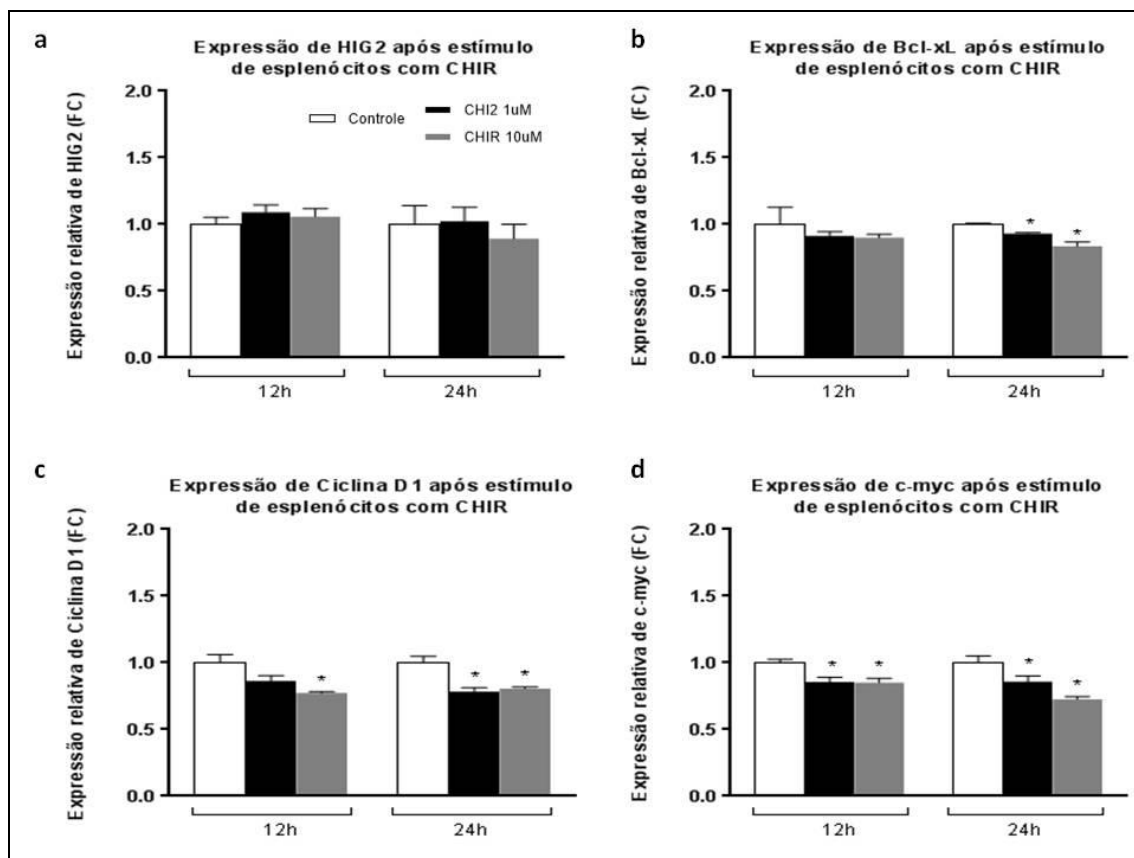 a
Expressão de HIG2 após estímulo
de esplenócitos com CHIR
Expressão relativa de HIG2 (FC)
2.0
1.5
1.0
0.5
0.0
Controle
CHI2 1uM
CHIR 10uM
12h
24h
b
Expressão de Bcl-xL após estímulo
de esplenócitos com CHIR
Expressão relativa de Bcl-xL (FC)
2.0
1.5
1.0
0.5
0.0
* *
12h
24h
c
Expressão de Ciclina D1 após estímulo
de esplenócitos com CHIR
Expressão relativa de Ciclina D1 (FC)
2.0
1.5
1.0
0.5
0.0
* * *
12h
24h
d
Expressão de c-myc após estímulo
de esplenócitos com CHIR
Expressão relativa de c-myc (FC)
2.0
1.5
1.0
0.5
0.0
* * * *
12h
24h